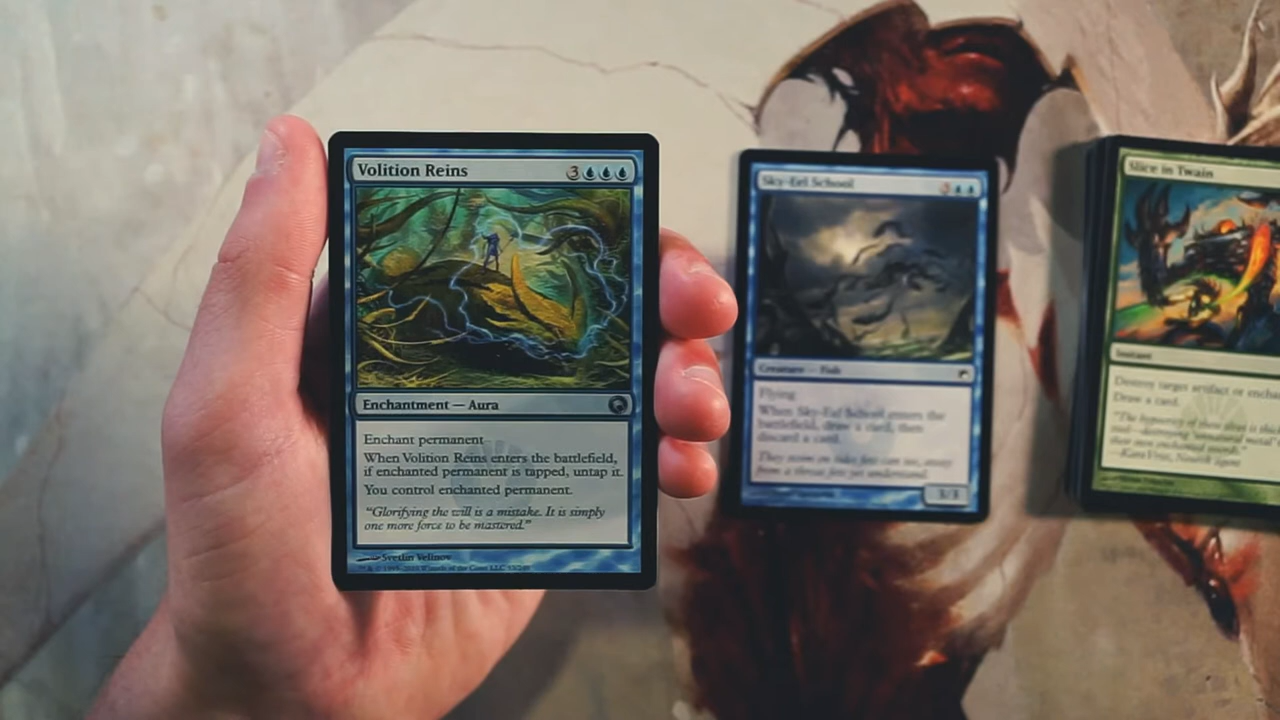 Volition Reins
3
Enchantment — Aura
Enchant permanent
When Volition Reins enters the battlefield,
if enchanted permanent is tapped, untap it.
You control enchanted permanent.
"Glorifying the will is a mistake. It is simply
one more force to be mastered."
Svetlin Velinov
Sky-Eel School
3
Creature — Fish
Flying
When Sky-Eel School enters the
battlefield, draw a card, then
discard a card.
3/3
Slice in Twain
Instant
Destroy target artifact or encha
Draw a card.